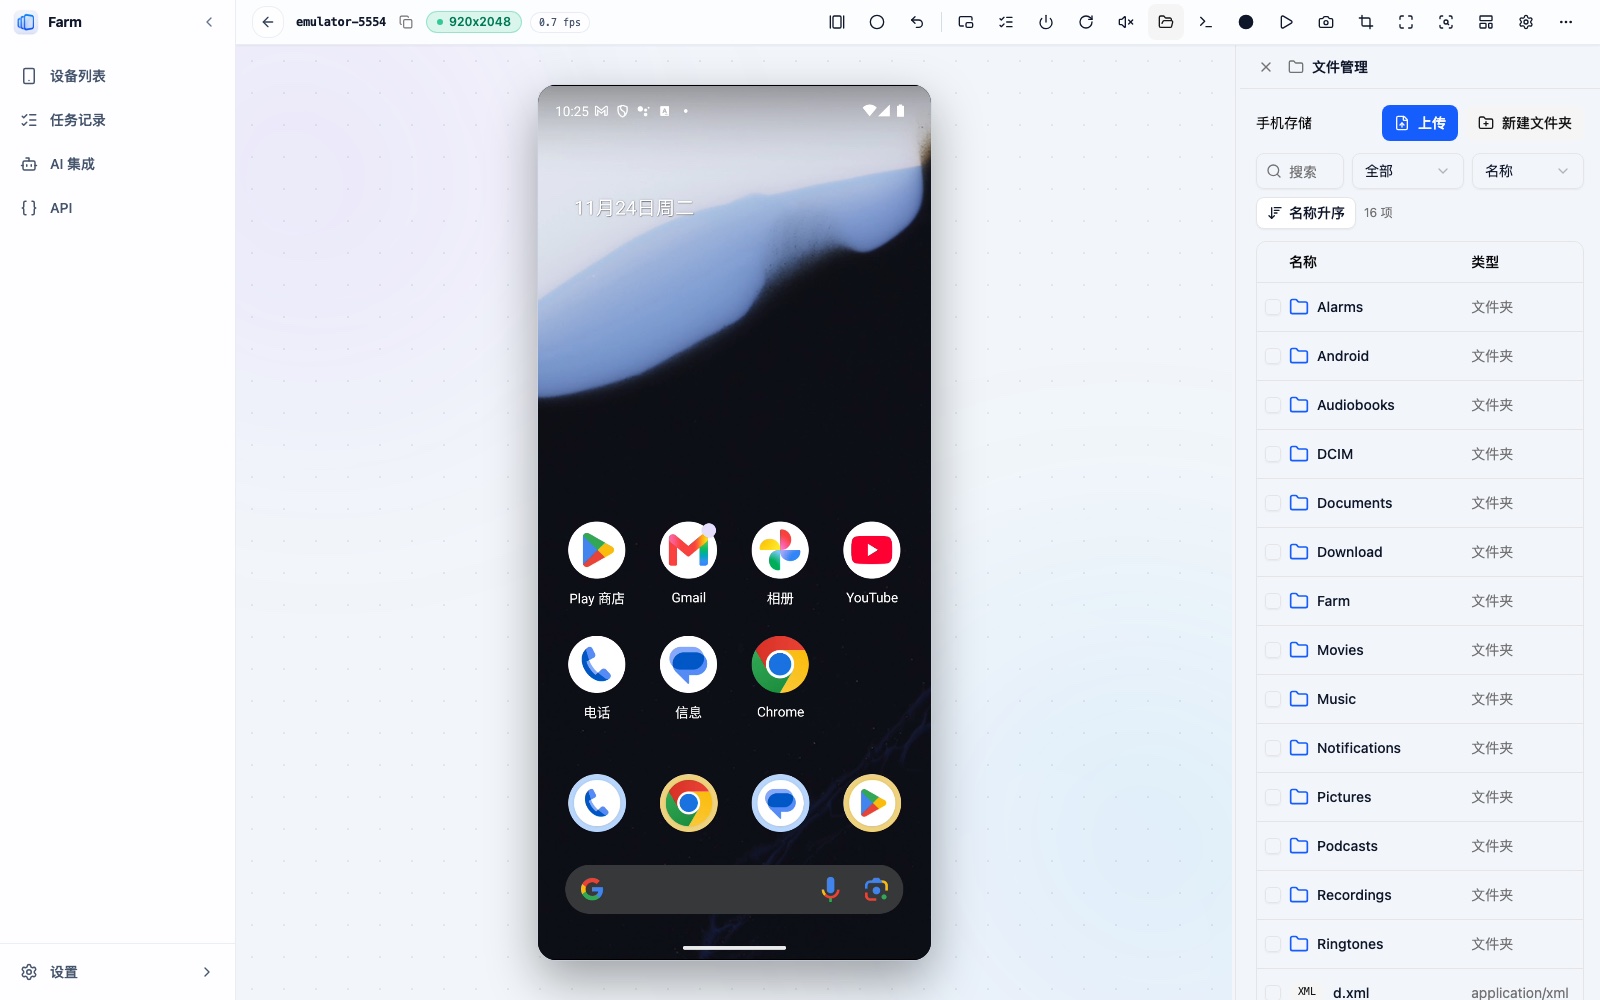 Farm
设备列表
任务记录
AI 集成
API
设置
emulator-5554
920x2048
0.7 fps
10:25
11月24日周二
Play 商店
Gmail
相册
YouTube
电话
信息
Chrome
文件管理
手机存储
上传
新建文件夹
搜索
全部
名称
名称升序
16 项
名称 类型
Alarms 文件夹
Android 文件夹
Audiobooks 文件夹
DCIM 文件夹
Documents 文件夹
Download 文件夹
Farm 文件夹
Movies 文件夹
Music 文件夹
Notifications 文件夹
Pictures 文件夹
Podcasts 文件夹
Recordings 文件夹
Ringtones 文件夹
XML d.xml application/xml